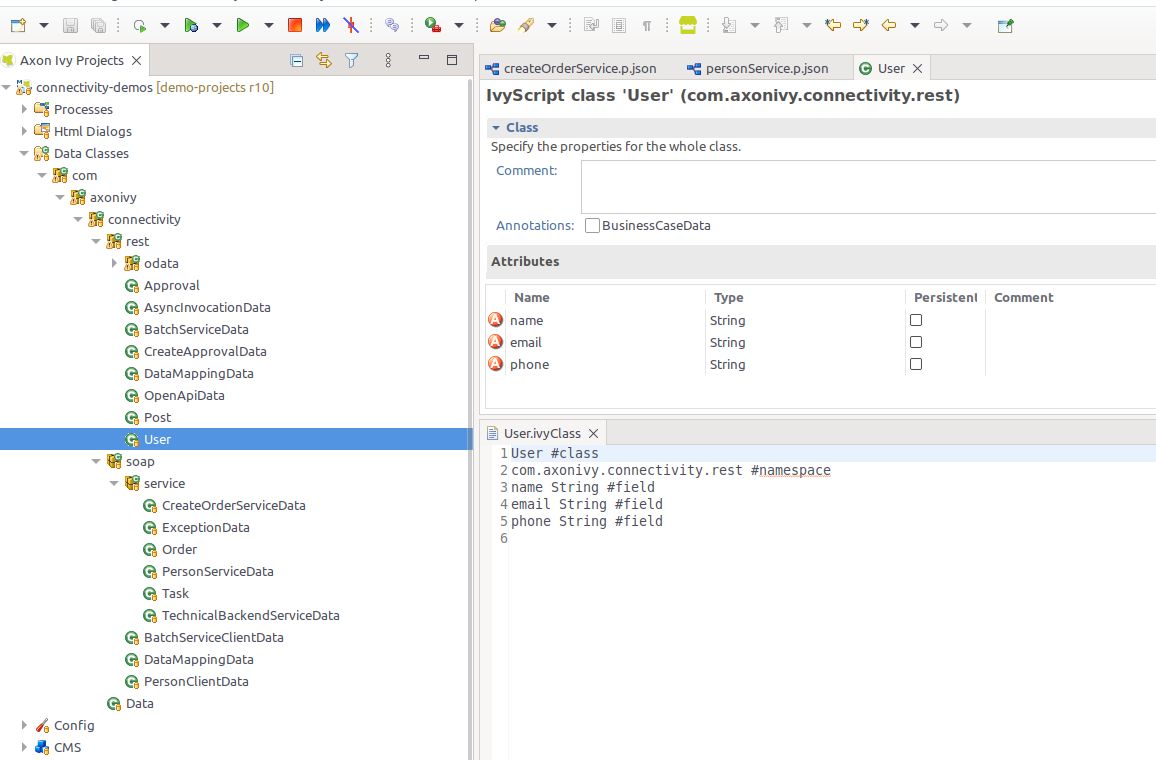 Axon Ivy Projects
connectivity-demos [demo-projects r10]
Processes
Html Dialogs
Data Classes
com
axonivy
connectivity
rest
odata
Approval
AsyncInvocationData
BatchServiceData
CreateApprovalData
DataMappingData
OpenApiData
Post
User
soap
service
CreateOrderServiceData
ExceptionData
Order
PersonServiceData
Task
TechnicalBackendServiceData
BatchServiceClientData
DataMappingData
PersonClientData
Data
Config
CMS
createOrderService.p.json personService.p.json User
IvyScript class 'User' (com.axonivy.connectivity.rest)
Class
Specify the properties for the whole class.
Comment:
Annotations: BusinessCaseData
Attributes
Name Type Persistent Comment
name String
email String
phone String
User.ivyClass
1 User #class
2 com.axonivy.connectivity.rest #namespace
3 name String #field
4 email String #field
5 phone String #field
6